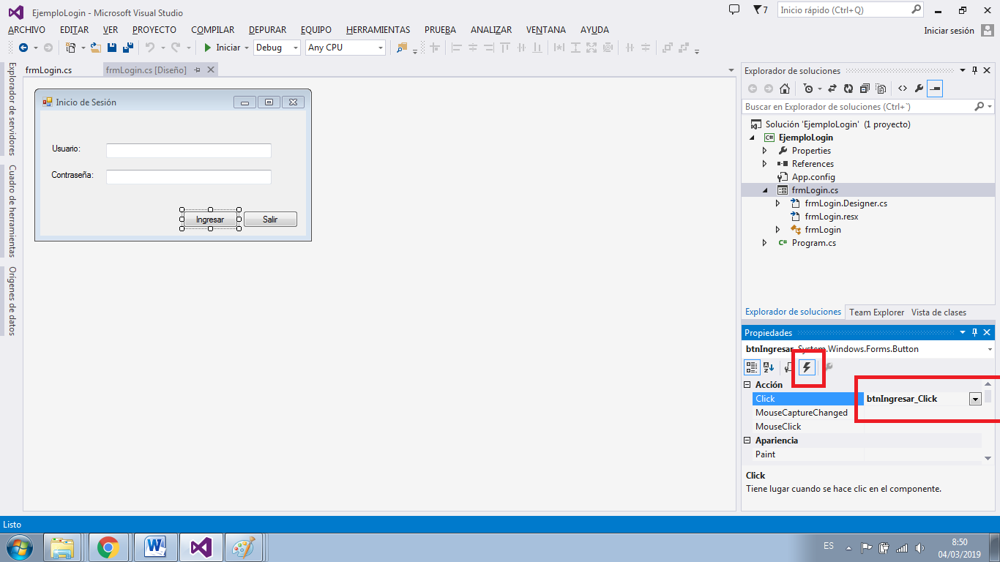 EjemploLogin - Microsoft Visual Studio
7
Inicio rápido (Ctrl+Q)
ARCHIVO EDITAR VER PROYECTO COMPILAR DEPURAR EQUIPO HERRAMIENTAS PRUEBA ANALIZAR VENTANA AYUDA
Iniciar sesión
Iniciar Debug Any CPU
Explorador de servidores
Cuadro de herramientas
Orígenes de datos
frmLogin.cs
frmLogin.cs [Diseño]
Inicio de Sesión
Usuario:
Contraseña:
Ingresar
Salir
Explorador de soluciones
Buscar en Explorador de soluciones (Ctrl+`)
Solución 'EjemploLogin' (1 proyecto)
C# EjemploLogin
Properties
References
App.config
frmLogin.cs
frmLogin.Designer.cs
frmLogin.resx
frmLogin
C# Program.cs
Explorador de soluciones Team Explorer Vista de clases
Propiedades
btnIngresar System.Windows.Forms.Button
Acción
Click btnIngresar_Click
MouseCaptureChanged
MouseClick
Apariencia
Paint
Click
Tiene lugar cuando se hace clic en el componente.
Listo
ES
8:50
04/03/2019